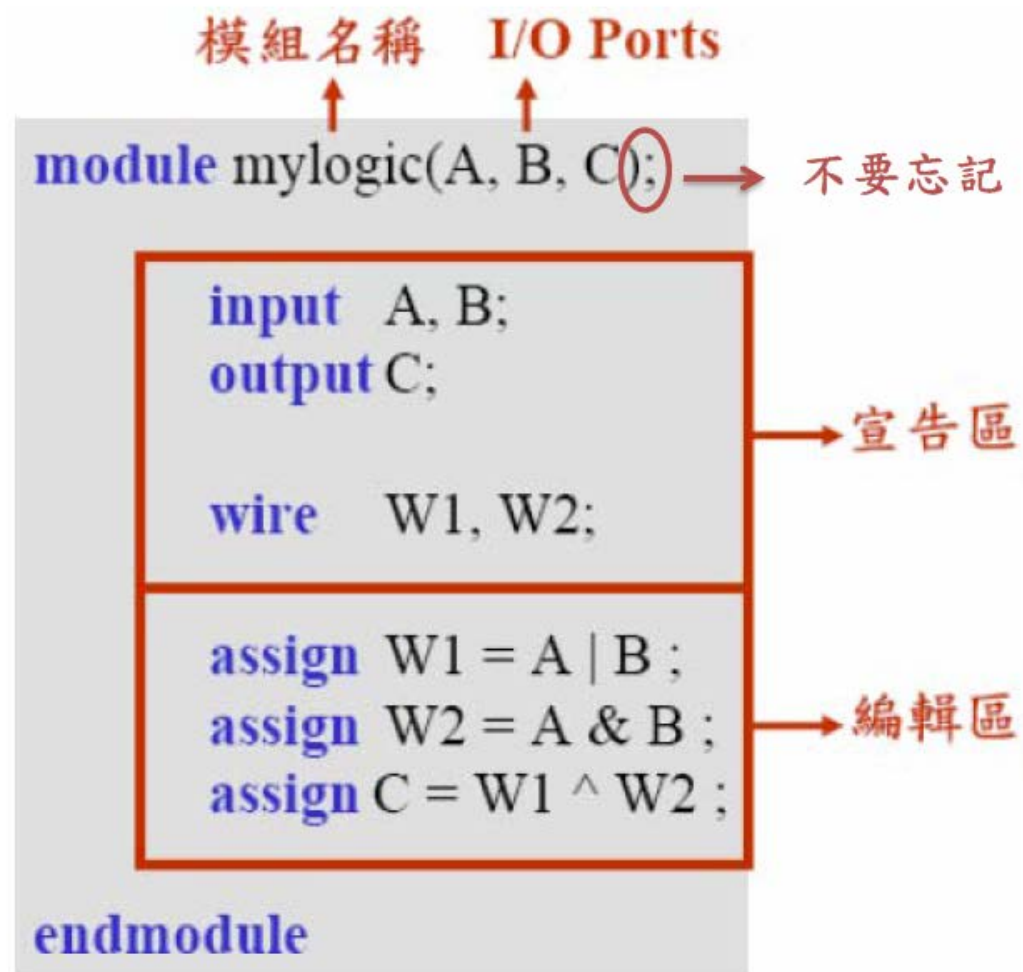 模組名稱 I/O Ports
module mylogic(A, B, C); 不要忘記
input A, B;
output C;
宣告區
wire W1, W2;
assign W1 = A | B ;
assign W2 = A & B ; 編輯區
assign C = W1 ^ W2 ;
endmodule